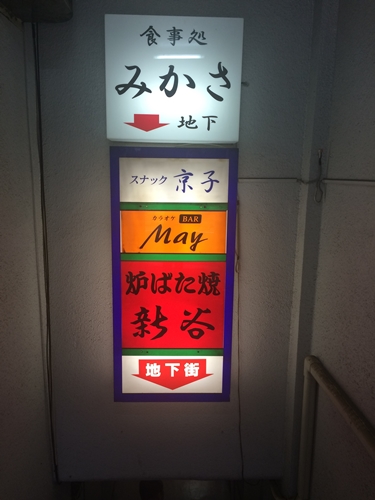 食事処
みかさ
地下
スナック 京子
カラオケ BAR
May
炉ばた焼
新谷
地下街